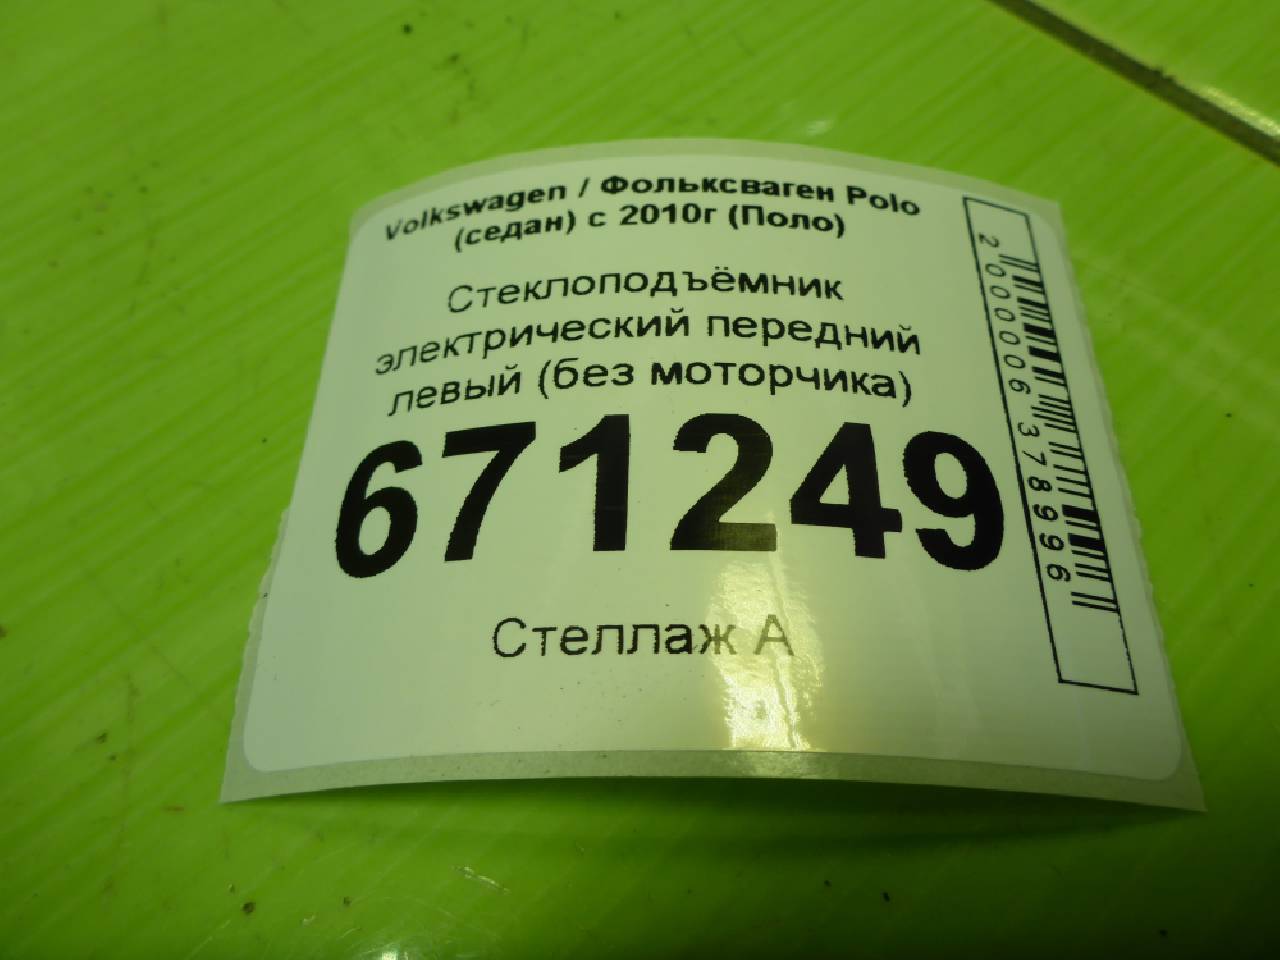 Volkswagen / Фольксваген Polo
(седан) с 2010г (Поло)
Стеклоподъёмник
электрический передний
левый (без моторчика)
671249
Стеллаж А
2000006378996